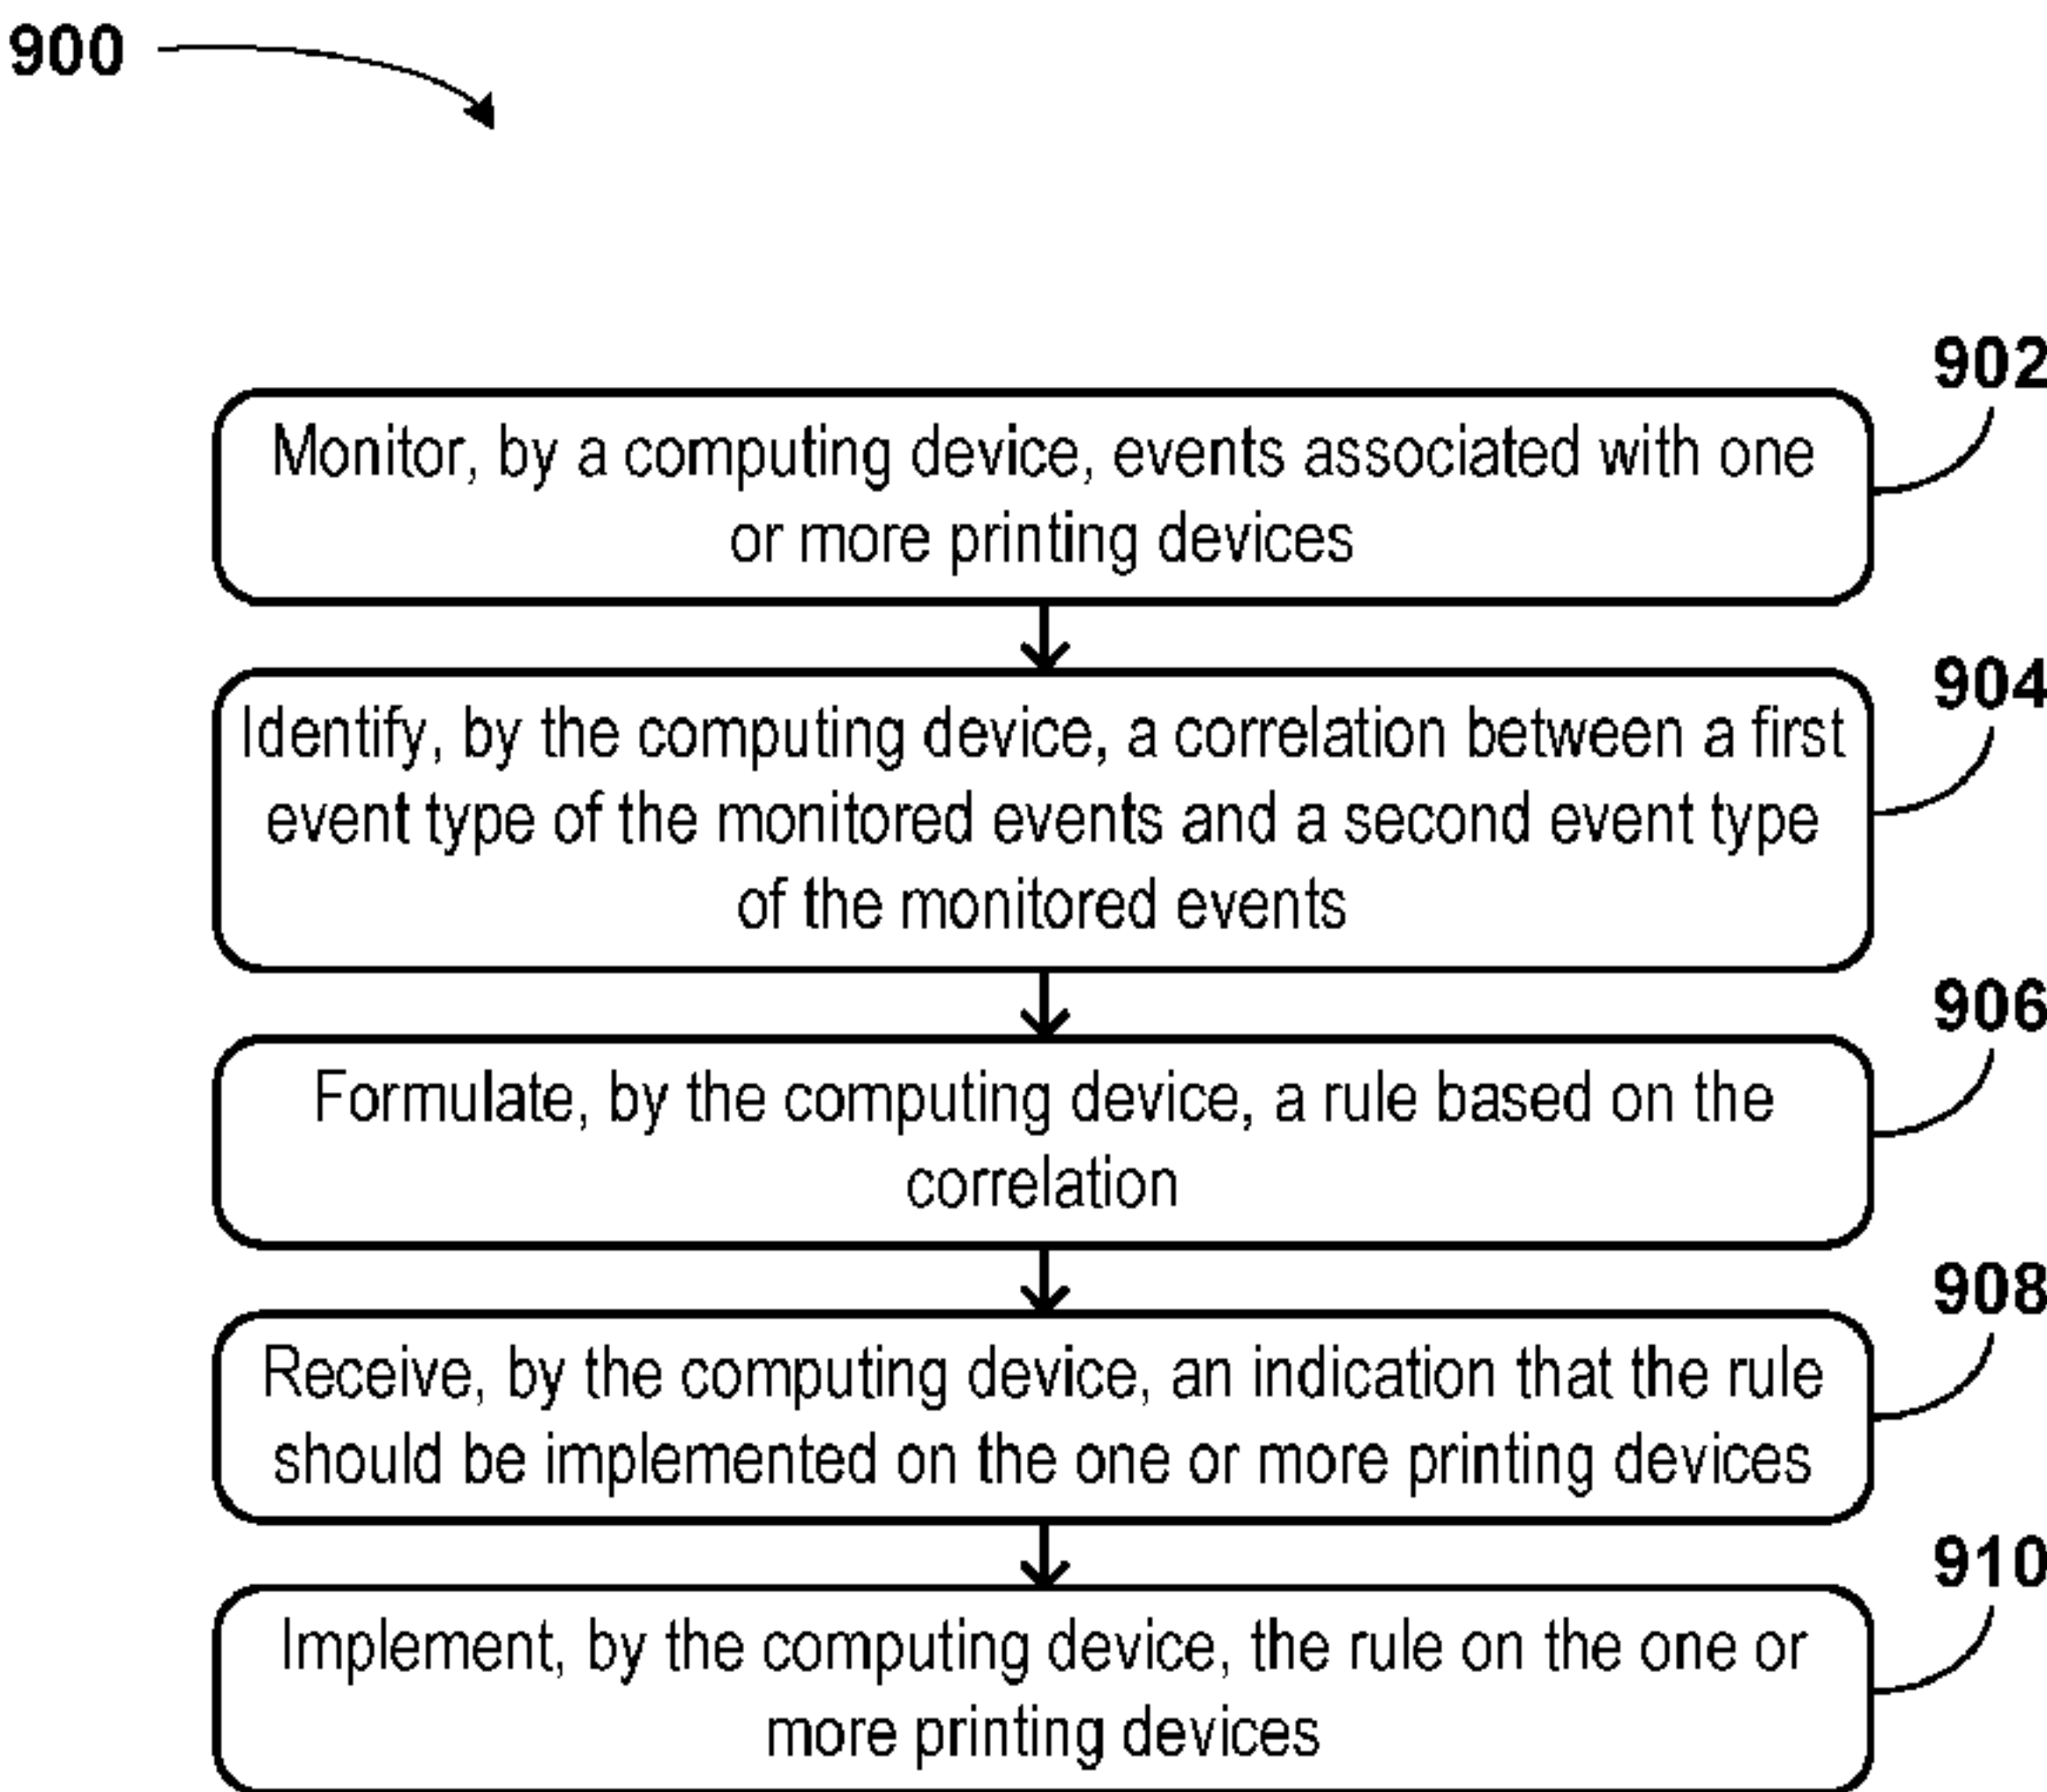 900
902
Monitor, by a computing device, events associated with one
or more printing devices
904
Identify, by the computing device, a correlation between a first
event type of the monitored events and a second event type
of the monitored events
906
Formulate, by the computing device, a rule based on the
correlation
908
Receive, by the computing device, an indication that the rule
should be implemented on the one or more printing devices
910
Implement, by the computing device, the rule on the one or
more printing devices